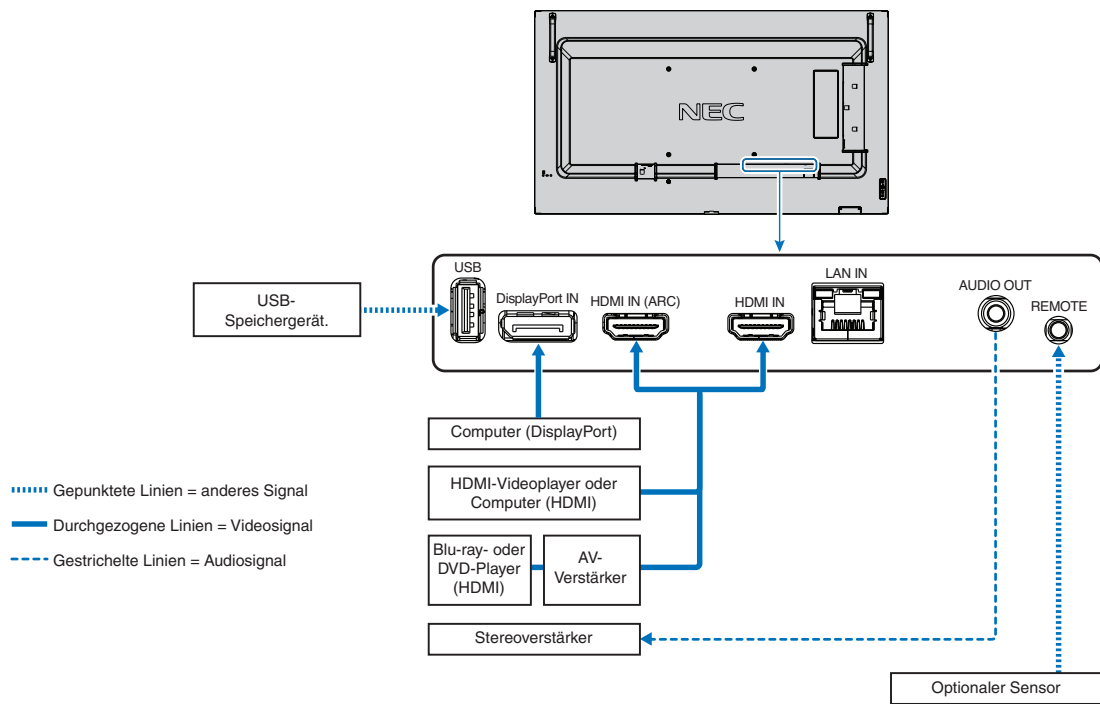 NEC
USB
DisplayPort IN
HDMI IN (ARC)
HDMI IN
LAN IN
AUDIO OUT
REMOTE
USB-
Speichergerät.
Computer (DisplayPort)
HDMI-Videoplayer oder
Computer (HDMI)
Blu-ray- oder
DVD-Player
(HDMI)
AV-
Verstärker
Stereoverstärker
Optionaler Sensor
Gepunktete Linien = anderes Signal
Durchgezogene Linien = Videosignal
Gestrichelte Linien = Audiosignal